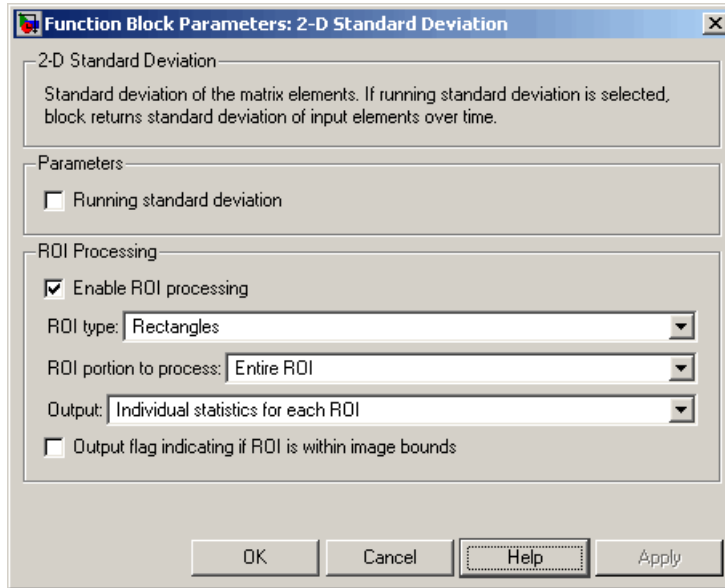 Function Block Parameters: 2-D Standard Deviation
2-D Standard Deviation
Standard deviation of the matrix elements. If running standard deviation is selected,
block returns standard deviation of input elements over time.
Parameters
Running standard deviation
ROI Processing
Enable ROI processing
ROI type: Rectangles
ROI portion to process: Entire ROI
Output: Individual statistics for each ROI
Output flag indicating if ROI is within image bounds
OK Cancel Help Apply